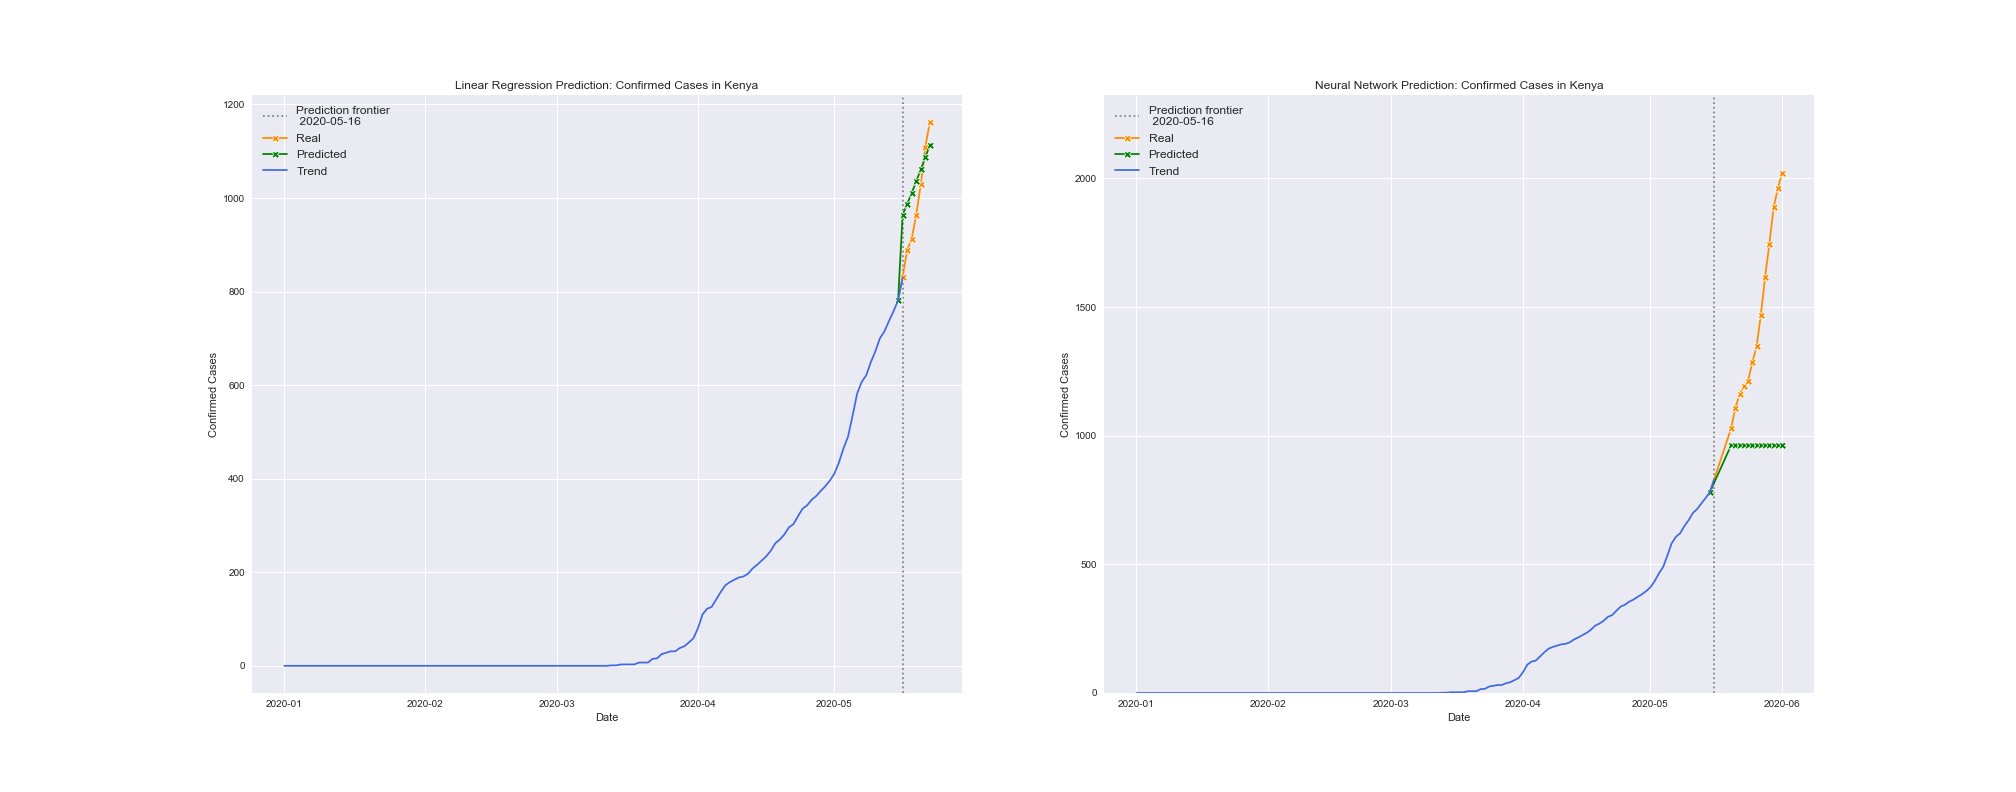 Linear Regression Prediction: Confirmed Cases in Kenya
Prediction frontier
2020-05-16
Real
Predicted
Trend
1200
1000
800
600
400
200
0
Confirmed Cases
2020-01
2020-02
2020-03
2020-04
2020-05
Date
Neural Network Prediction: Confirmed Cases in Kenya
Prediction frontier
2020-05-16
Real
Predicted
Trend
2000
1500
1000
500
0
Confirmed Cases
2020-01
2020-02
2020-03
2020-04
2020-05
2020-06
Date